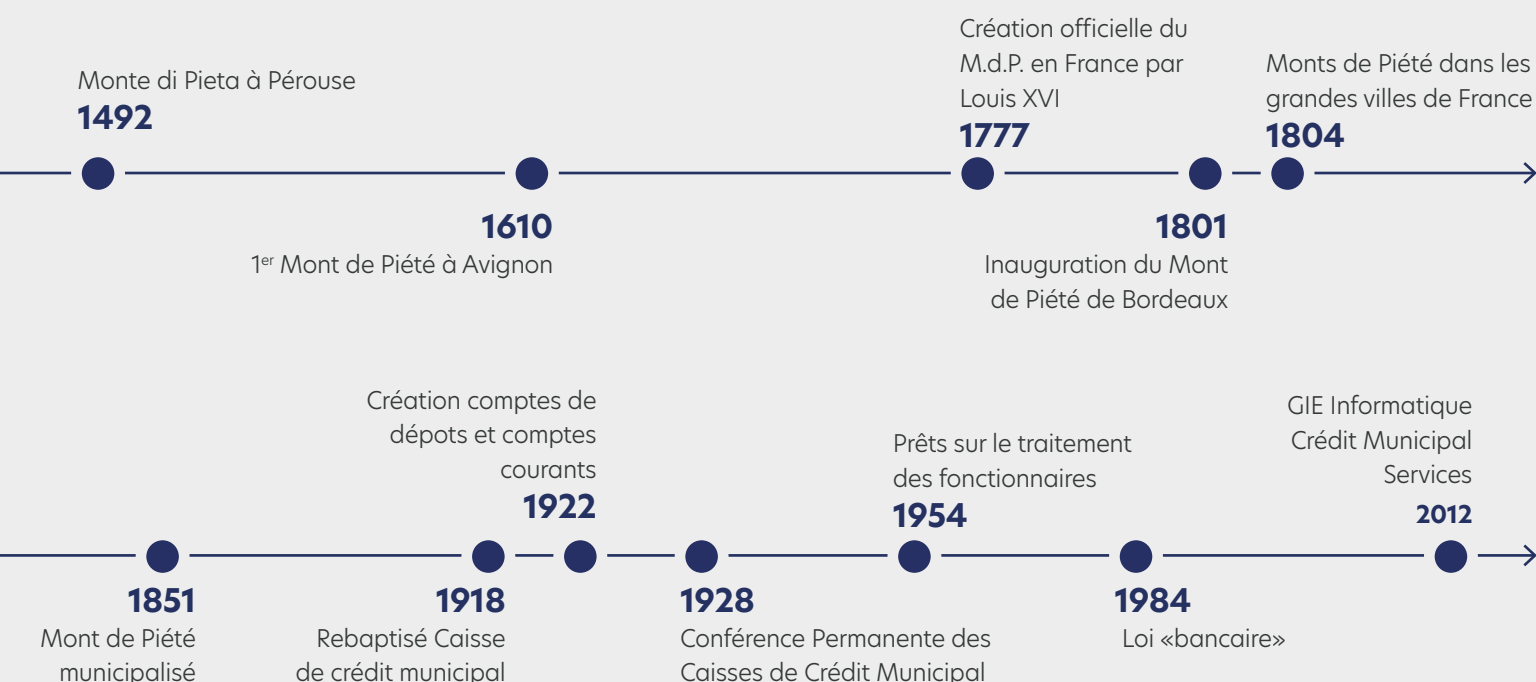 Monte di Pieta à Pérouse
1492
1610
1er Mont de Piété à Avignon
Création officielle du
M.d.P. en France par
Louis XVI
1777
1801
Inauguration du Mont
de Piété de Bordeaux
Monts de Piété dans les
grandes villes de France
1804
1851
Mont de Piété
municipalisé
1918
Rebaptisé Caisse
de crédit municipal
Création comptes de
dépots et comptes
courants
1922
1928
Conférence Permanente des
Caisses de Crédit Municipal
Prêts sur le traitement
des fonctionnaires
1954
1984
Loi «bancaire»
GIE Informatique
Crédit Municipal
Services
2012